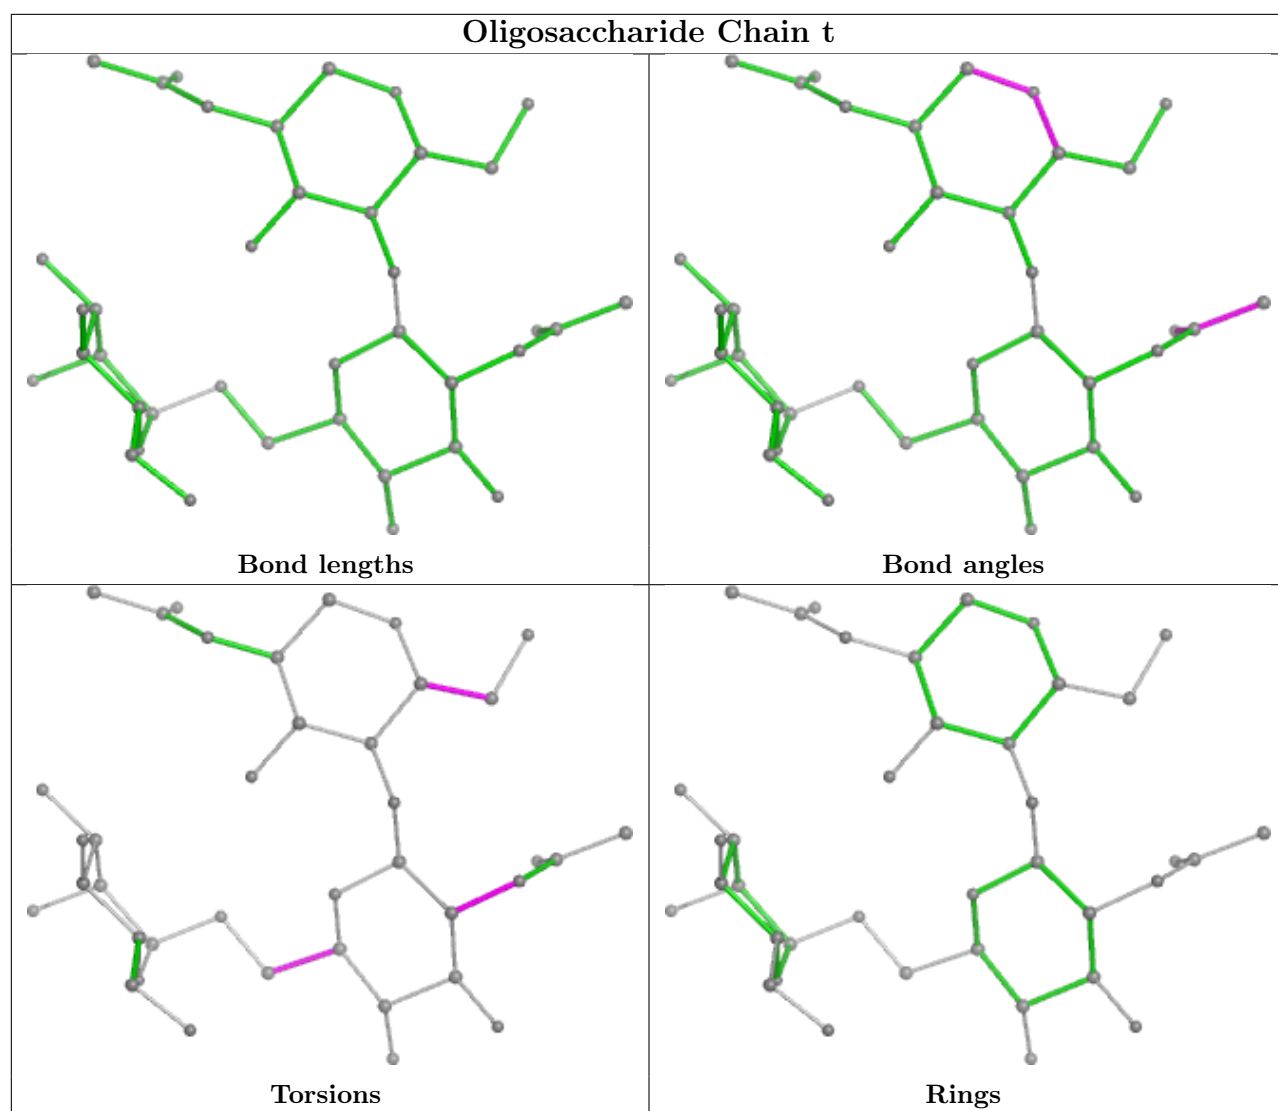 Oligosaccharide Chain t
Bond lengths
Bond angles
Torsions
Rings